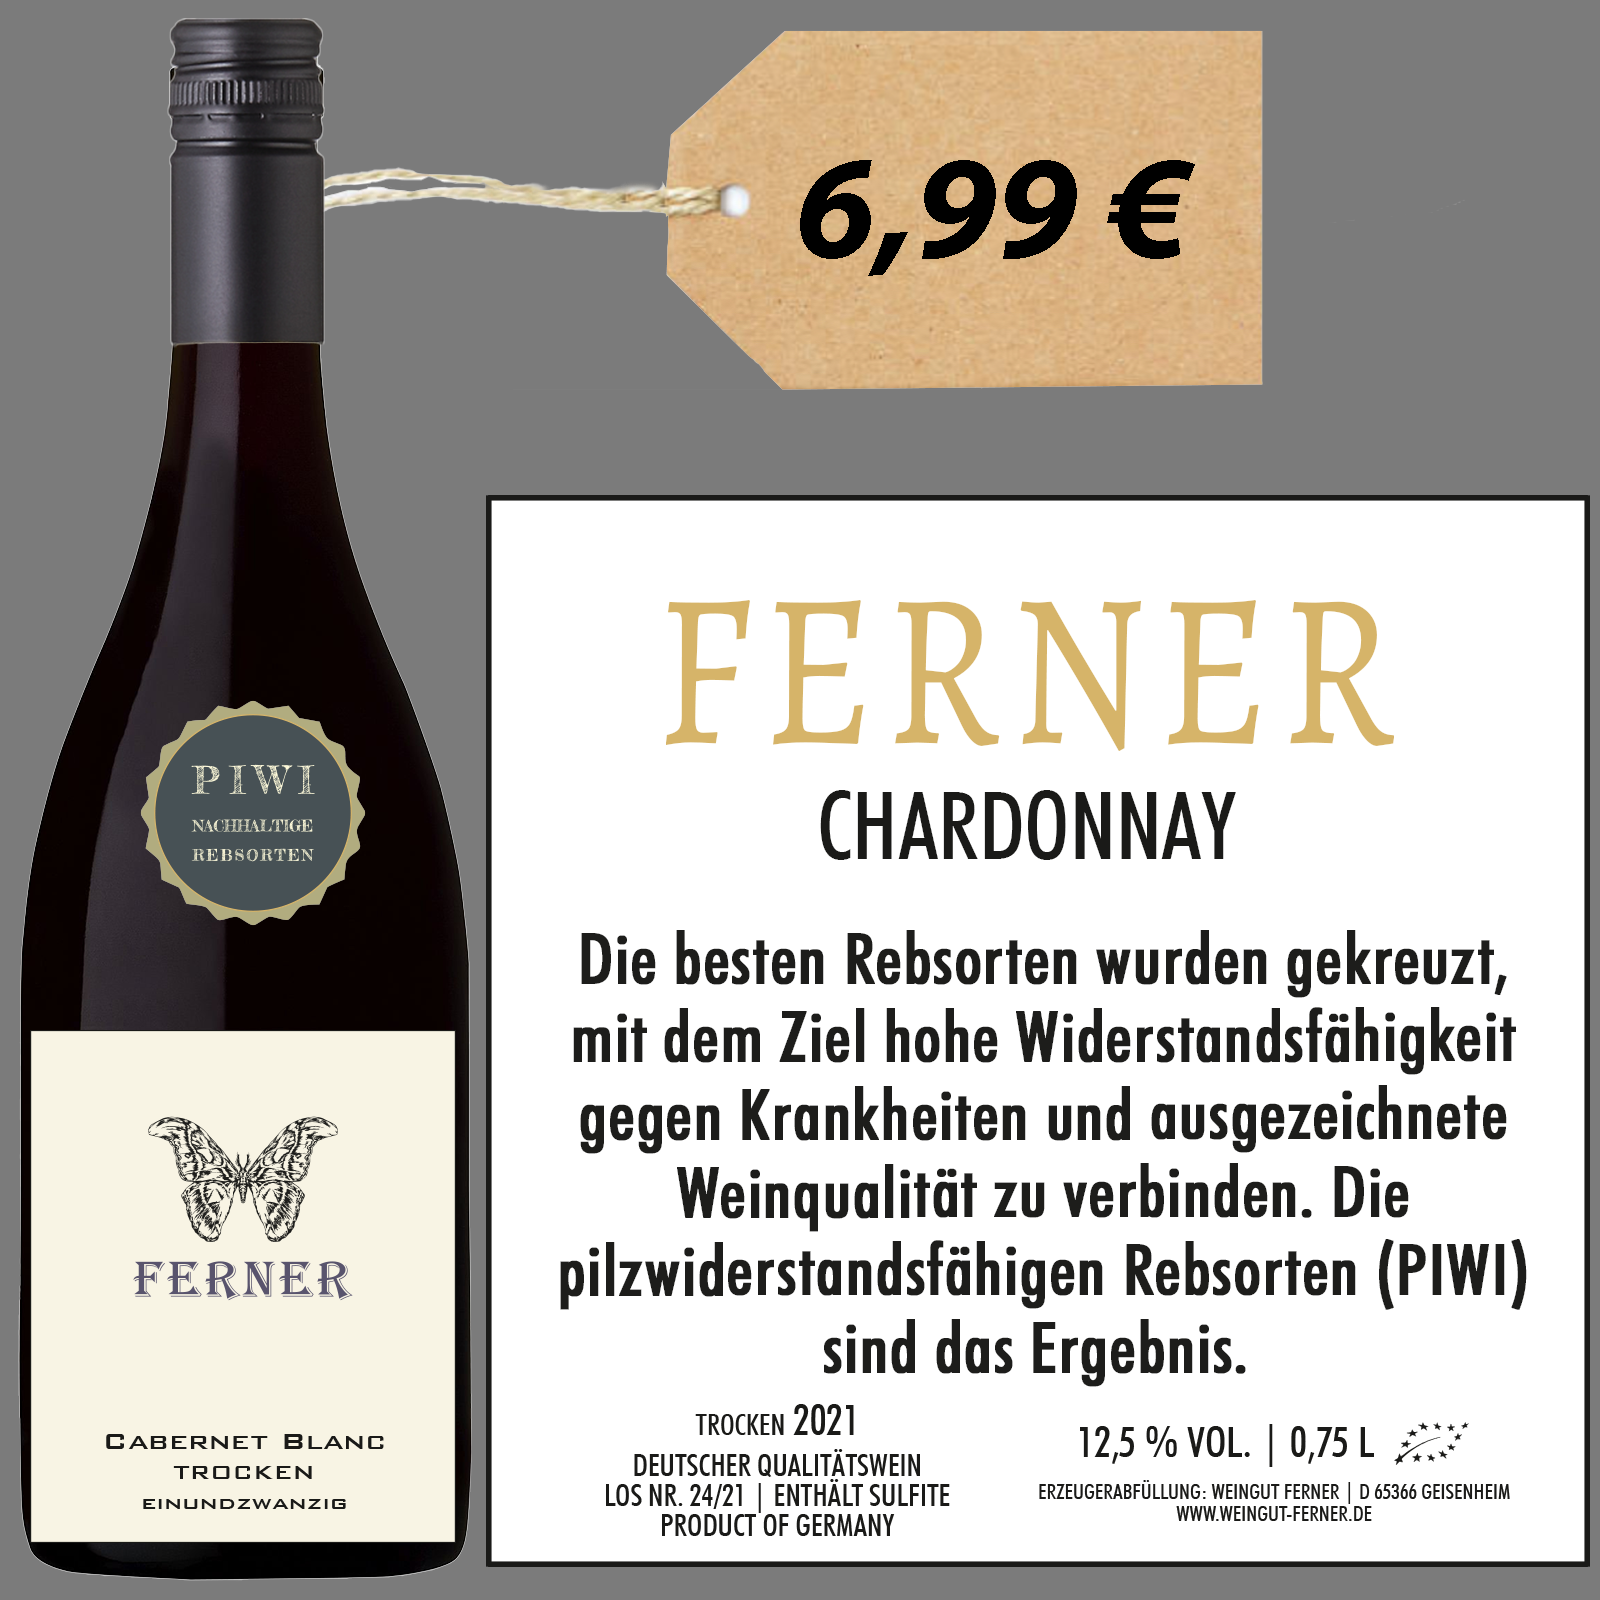 6,99 €
PIWI
NACHHALTIGE
REBSORTEN
FERNER
CABERNET BLANC
TROCKEN
EINUNDZWANZIG
FERNER
CHARDONNAY
Die besten Rebsorten wurden gekreuzt,
mit dem Ziel hohe Widerstandsfähigkeit
gegen Krankheiten und ausgezeichnete
Weinqualität zu verbinden. Die
pilzwiderstandsfähigen Rebsorten (PIWI)
sind das Ergebnis.
TROCKEN 2021
DEUTSCHER QUALITÄTSWEIN
LOS NR. 24/21 | ENTHÄLT SULFITE
PRODUCT OF GERMANY
12,5 % VOL. | 0,75 L
ERZEUGERABFÜLLUNG: WEINGUT FERNER | D 65366 GEISENHEIM
WWW.WEINGUT-FERNER.DE